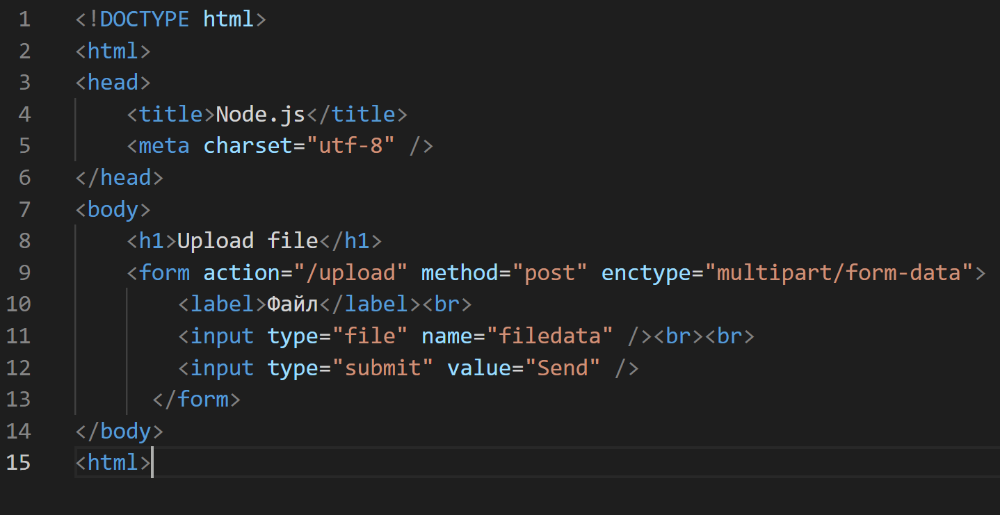 1 <!DOCTYPE html>
2 <html>
3 <head>
4     <title>Node.js</title>
5     <meta charset="utf-8" />
6 </head>
7 <body>
8     <h1>Upload file</h1>
9     <form action="/upload" method="post" enctype="multipart/form-data">
10         <label>Файл</label><br>
11         <input type="file" name="filedata" /><br><br>
12         <input type="submit" value="Send" />
13       </form>
14 </body>
15 <html>